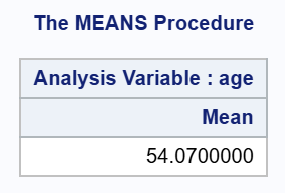 The MEANS Procedure
Analysis Variable : age
Mean
54.0700000